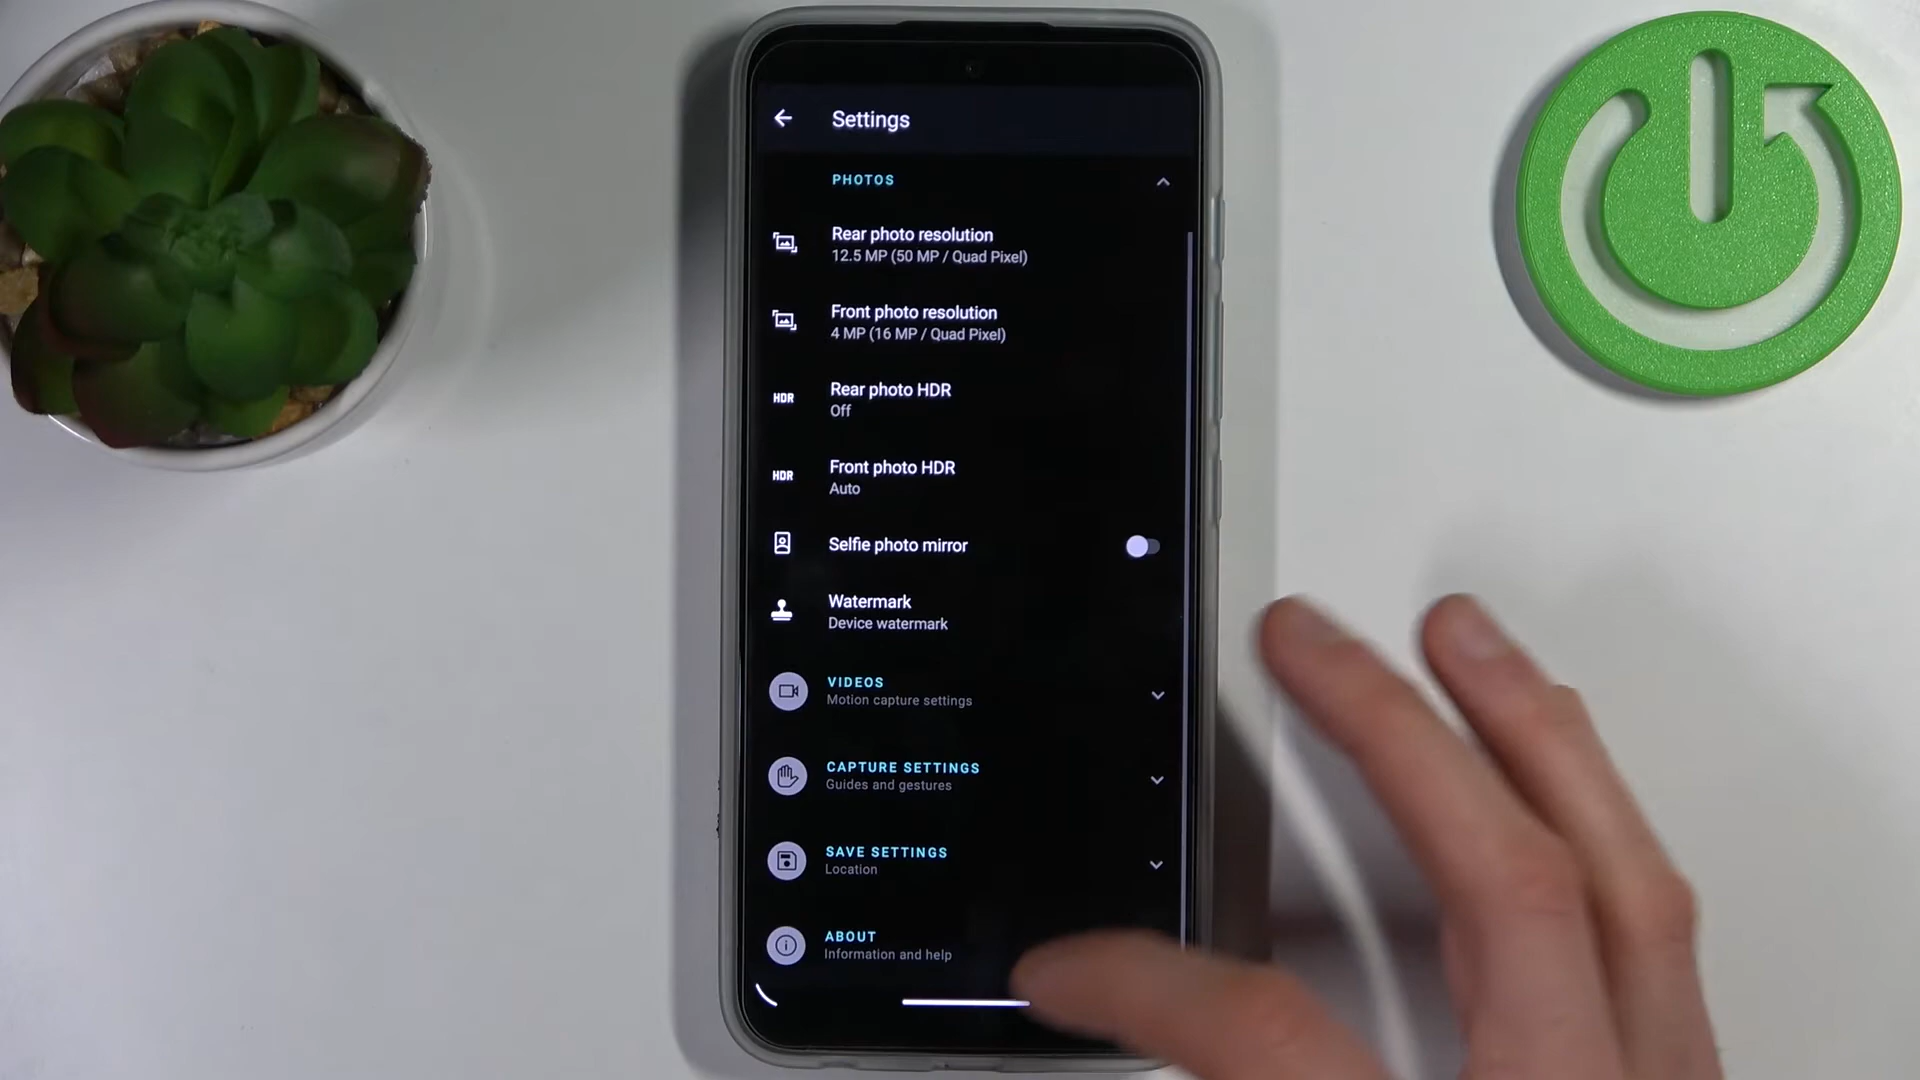 Settings
PHOTOS
Rear photo resolution
12.5 MP (50 MP / Quad Pixel)
Front photo resolution
4 MP (16 MP / Quad Pixel)
HDR
Rear photo HDR
Off
HDR
Front photo HDR
Auto
Selfie photo mirror
Watermark
Device watermark
VIDEOS
Motion capture settings
CAPTURE SETTINGS
Guides and gestures
SAVE SETTINGS
Location
ABOUT
Information and help